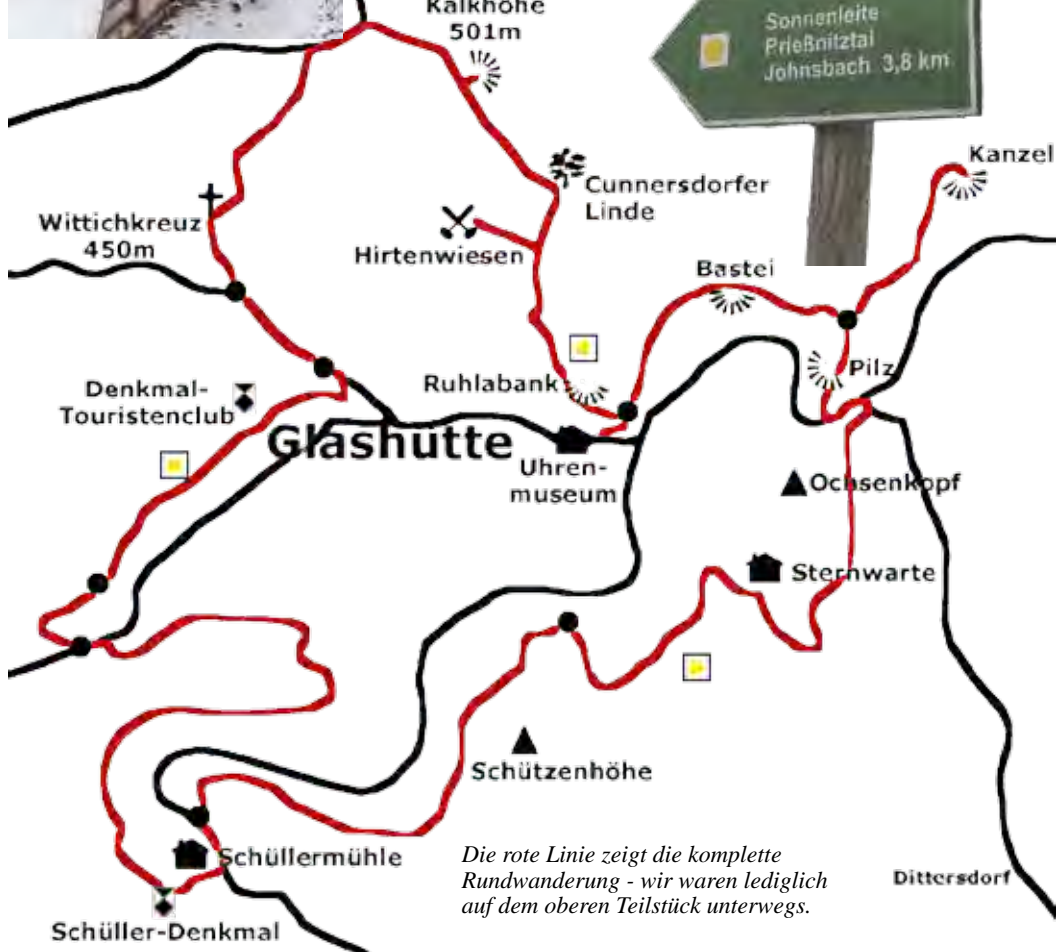 Kalkhöhe
501m
Sonnenleite
Prießnitztal
Johnsbach 3,8 km
Kanzel
Cunnersdorfer
Linde
Wittichkreuz
450m
Hirtenwiesen
Bastei
Denkmal-
Touristenclub
Ruhlabank
Pilz
Glashütte
Uhren-
museum
Ochsenkopf
Sternwarte
Schützenhöhe
Schüllermühle
Die rote Linie zeigt die komplette
Rundwanderung - wir waren lediglich
auf dem oberen Teilstück unterwegs.
Dittersdorf
Schüller-Denkmal